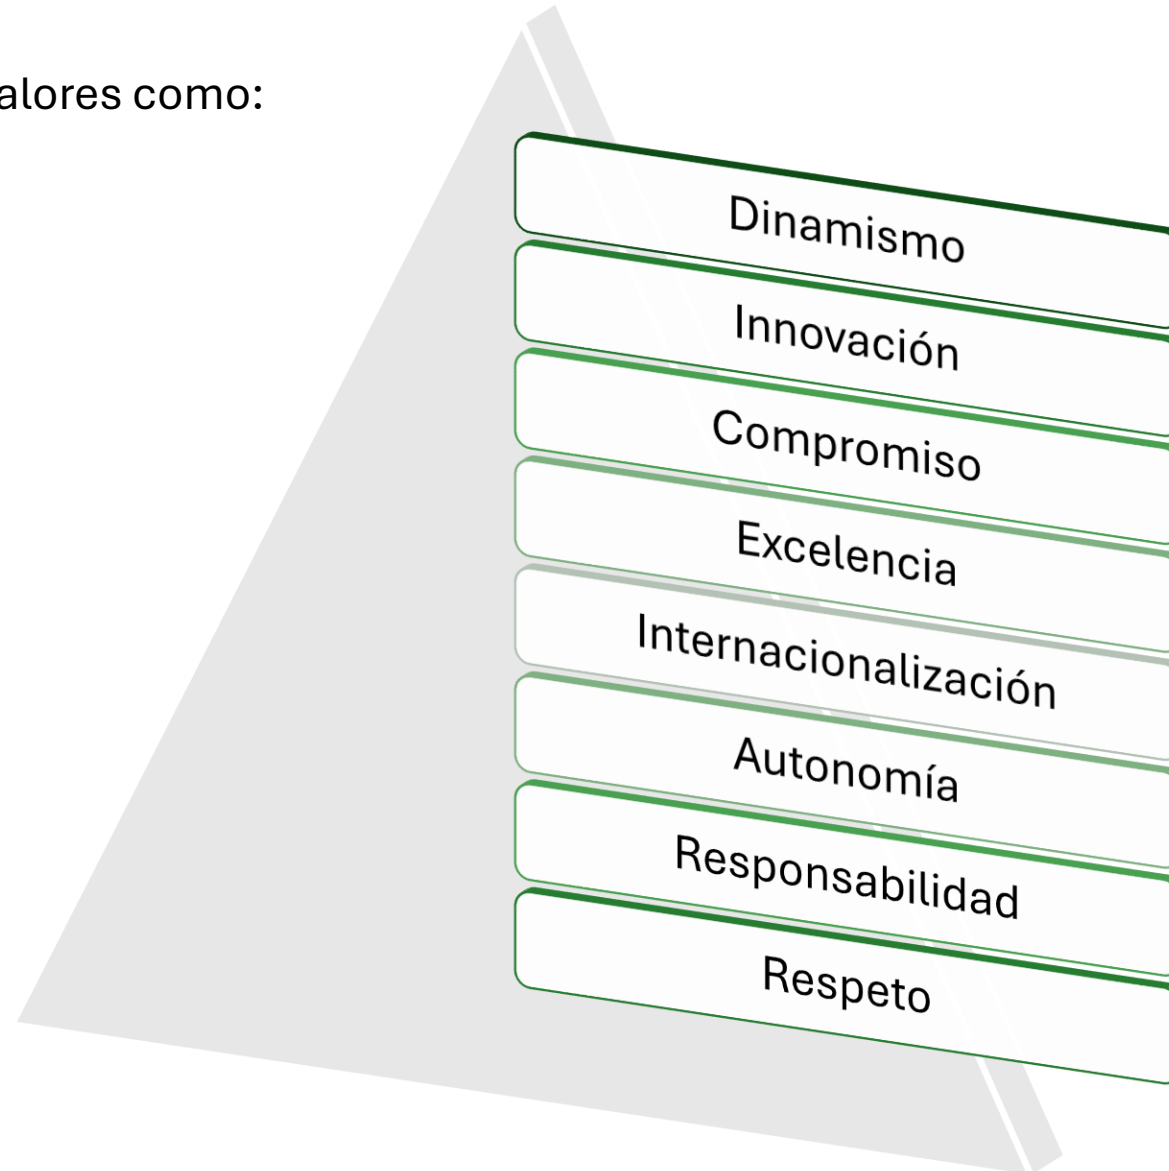 alores como:
Dinamismo
Innovación
Compromiso
Excelencia
Internacionalización
Autonomía
Responsabilidad
Respeto